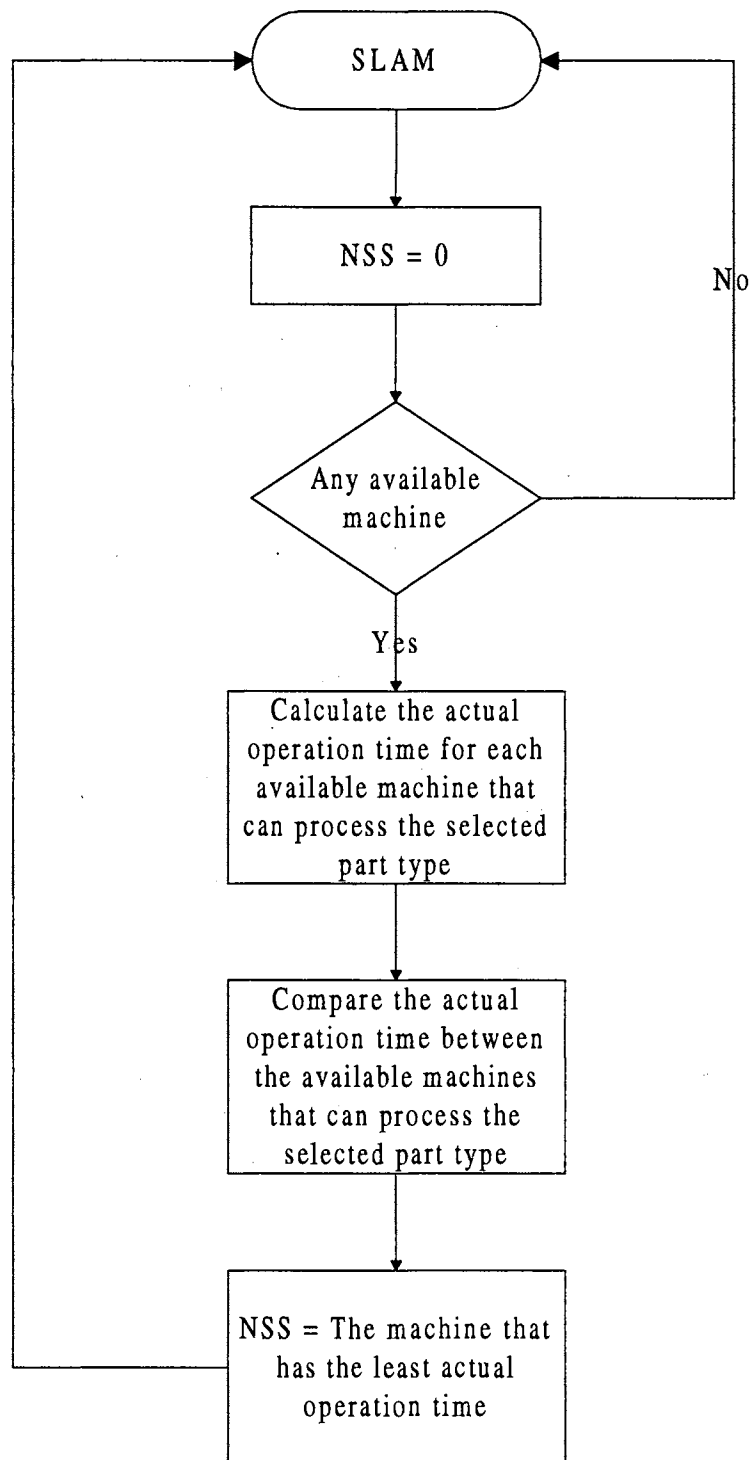 SLAM
NSS = 0
No
Any available
machine
Yes
Calculate the actual
operation time for each
available machine that
can process the selected
part type
Compare the actual
operation time between
the available machines
that can process the
selected part type
NSS = The machine that
has the least actual
operation time